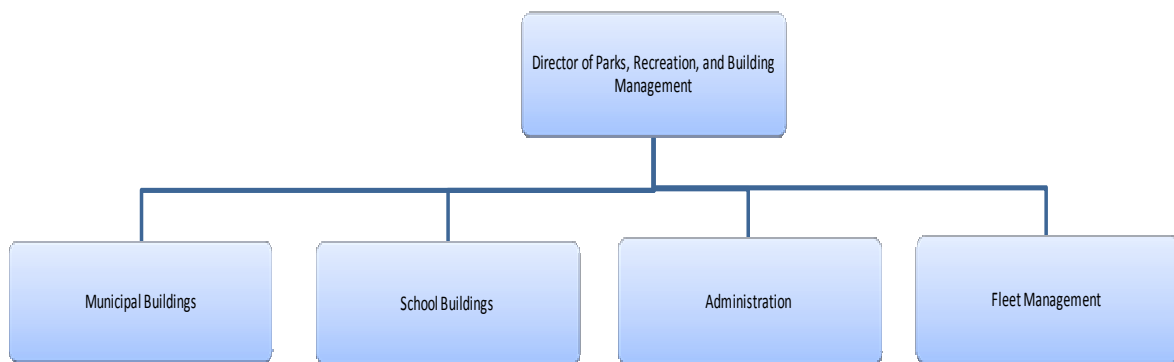 Director of Parks, Recreation, and Building
Management
Municipal Buildings
School Buildings
Administration
Fleet Management